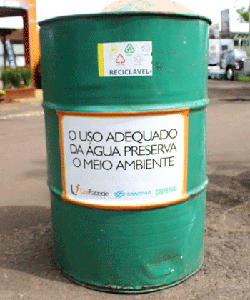 RECICLÁVEL
O USO ADEQUADO
DA ÁGUA PRESERVA
O MEIO AMBIENTE